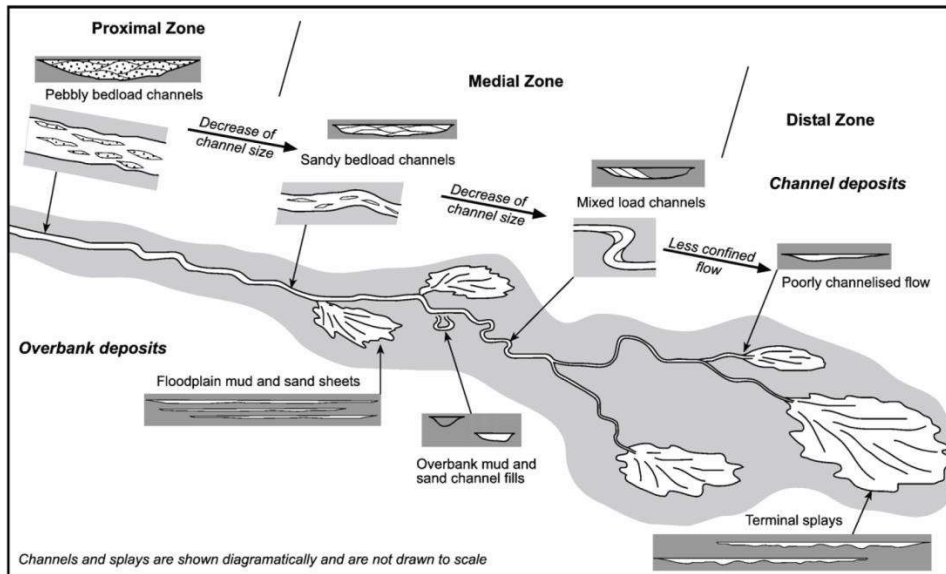 Proximal Zone
Pebbly bedload channels
Decrease of
channel size
Medial Zone
Sandy bedload channels
Decrease of
channel size
Distal Zone
Channel deposits
Mixed load channels
Less confined
flow
Poorly channelised flow
Overbank deposits
Floodplain mud and sand sheets
Overbank mud and
sand channel fills
Terminal splays
Channels and splays are shown diagramatically and are not drawn to scale